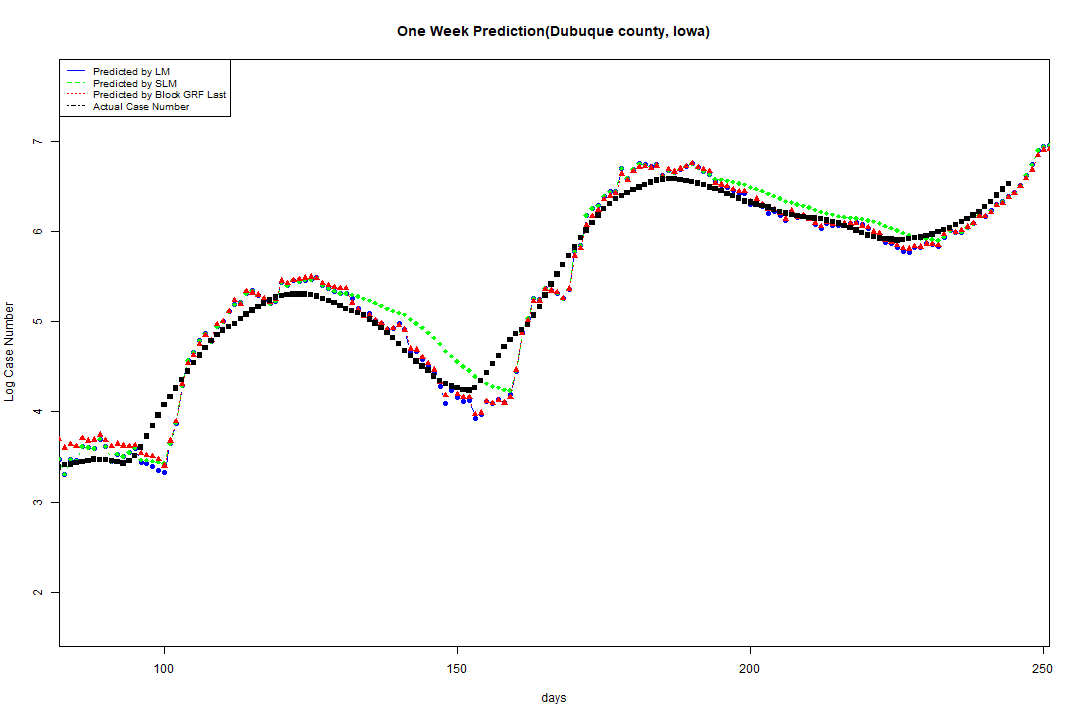 One Week Prediction(Dubuque county, Iowa)
Predicted by LM
Predicted by SLM
Predicted by Block GRF Last
Actual Case Number
Log Case Number
7
6
5
4
3
2
100 150 200 250
days